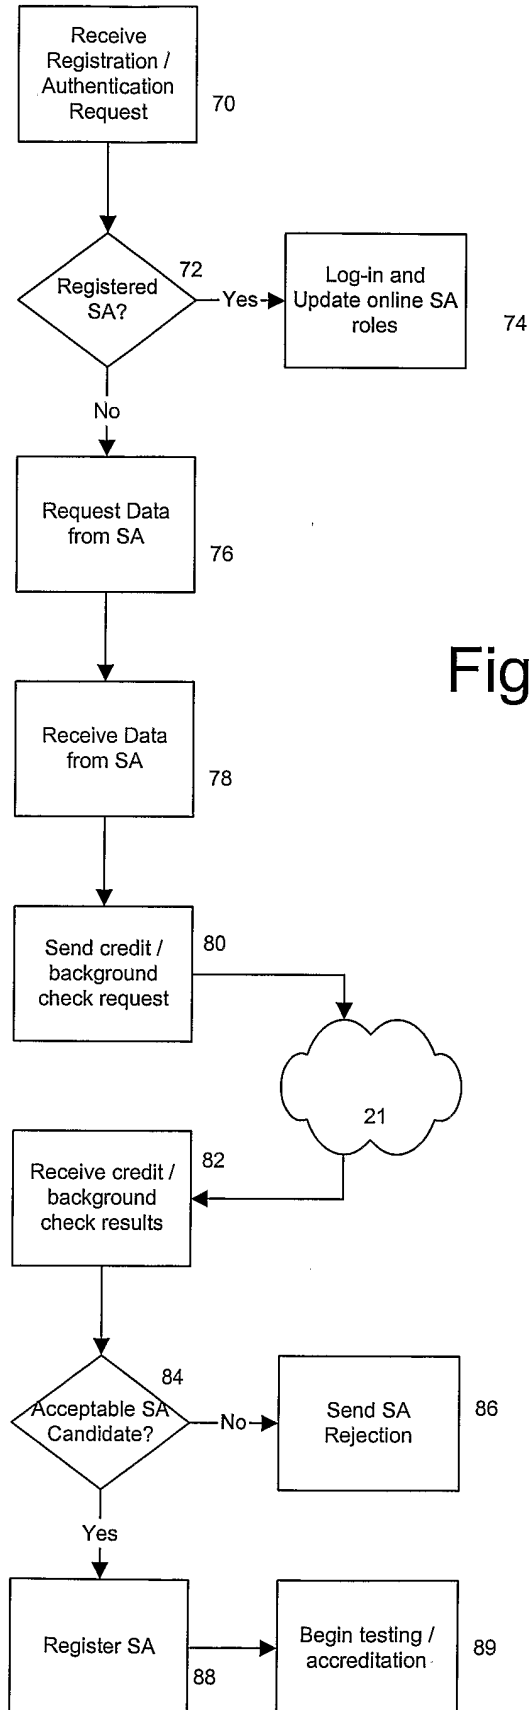 Receive
Registration /
Authentication
Request
70
72
Registered
SA?
Yes
Log-in and
Update online SA
roles
74
No
Request Data
from SA
76
Fig
Receive Data
from SA
78
Send credit /
background
check request
80
21
Receive credit /
background
check results
82
84
Acceptable SA
Candidate?
No
Send SA
Rejection
86
Yes
Register SA
88
Begin testing /
accreditation
89